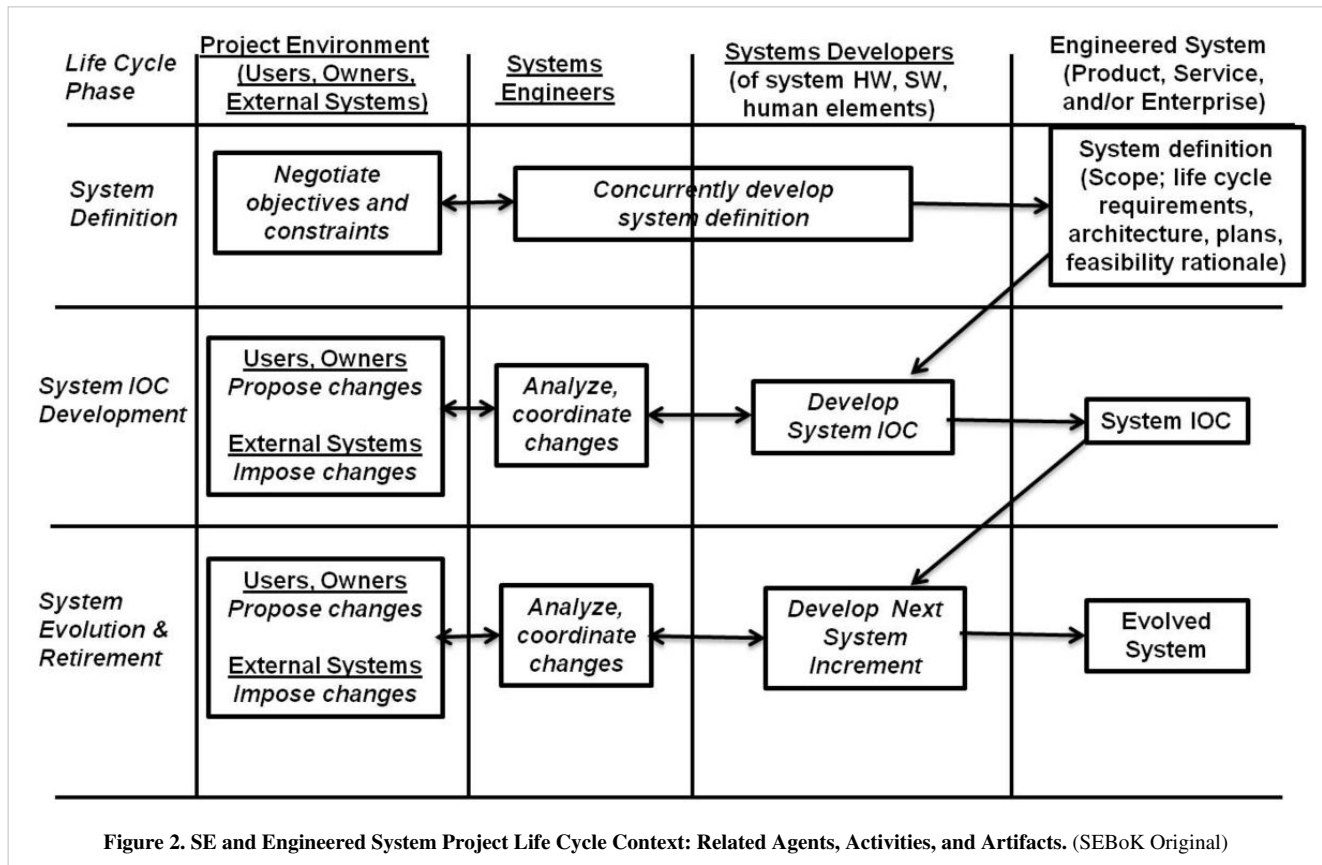 Life Cycle
Phase
Project Environment
(Users, Owners,
External Systems)
Systems
Engineers
Systems Developers
(of system HW, SW,
human elements)
Engineered System
(Product, Service,
and/or Enterprise)
System
Definition
Negotiate
objectives and
constraints
Concurrently develop
system definition
System definition
(Scope; life cycle
requirements,
architecture, plans,
feasibility rationale)
System IOC
Development
Users, Owners
Propose changes
External Systems
Impose changes
Analyze,
coordinate
changes
Develop
System IOC
System IOC
System
Evolution &
Retirement
Users, Owners
Propose changes
External Systems
Impose changes
Analyze,
coordinate
changes
Develop Next
System
Increment
Evolved
System
Figure 2. SE and Engineered System Project Life Cycle Context: Related Agents, Activities, and Artifacts. (SEBoK Original)